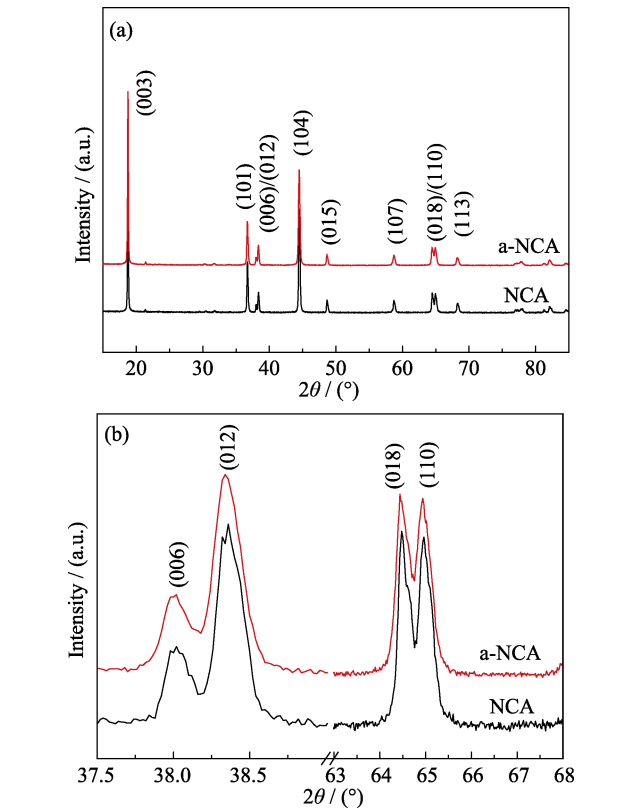 (a)
(003)
(101)
(006)/(012)
(104)
(015)
(107)
(018)/(110)
(113)
a-NCA
NCA
Intensity / (a.u.)
20 30 40 50 60 70 80
2θ / (°)
(b)
(006)
(012)
(018)
(110)
a-NCA
NCA
Intensity / (a.u.)
37.5 38.0 38.5 63 64 65 66 67 68
2θ / (°)